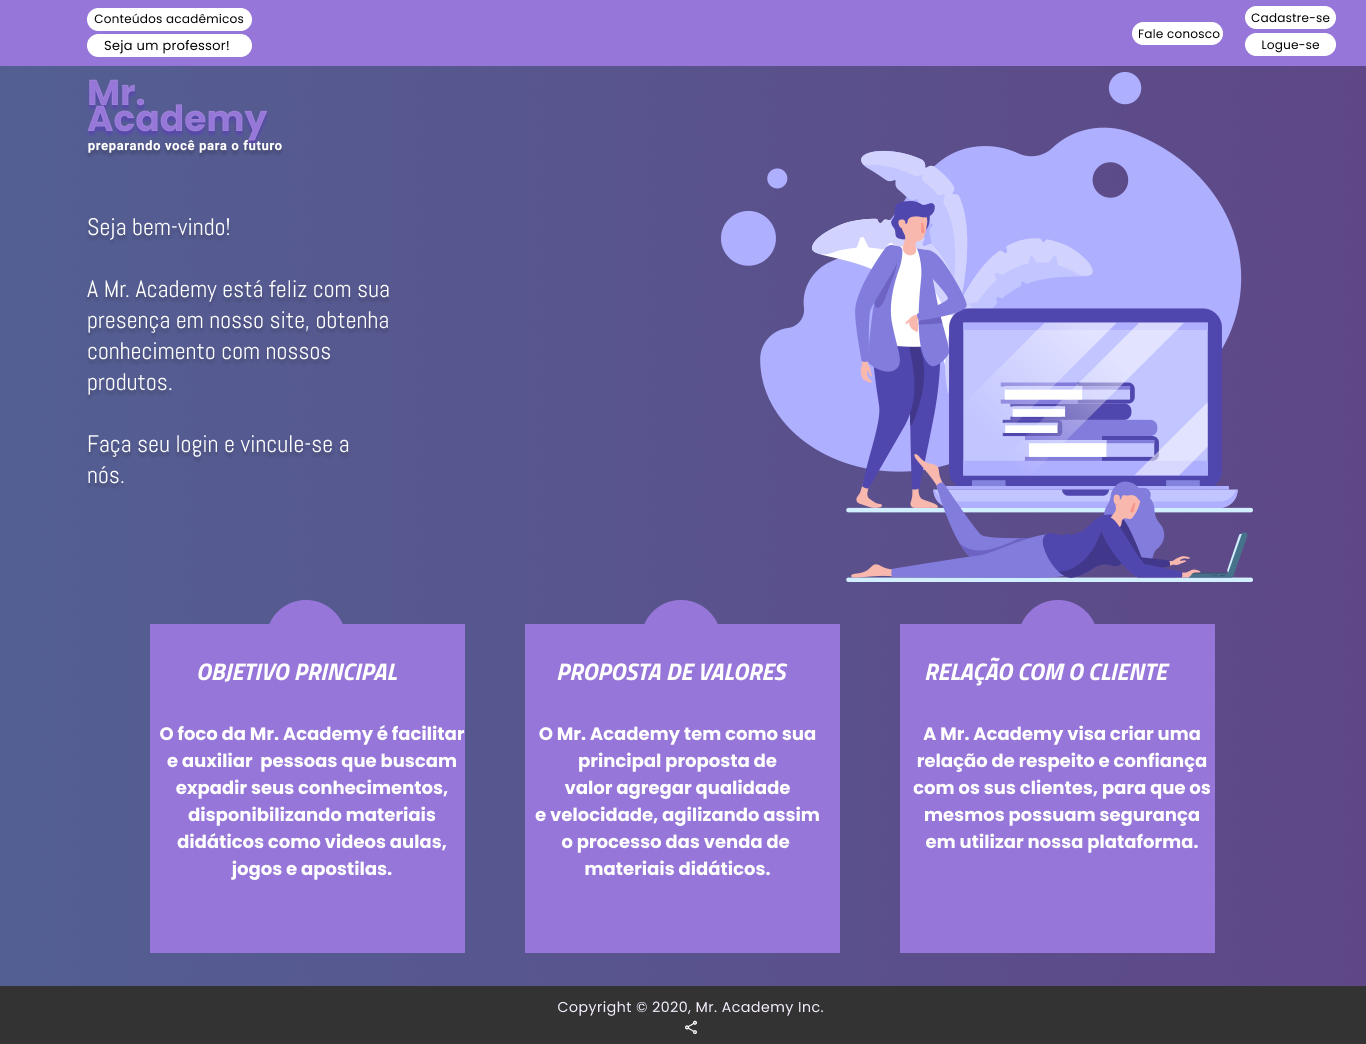 Conteúdos acadêmicos
Seja um professor!
Fale conosco
Cadastre-se
Logue-se
Mr.
Academy
preparando você para o futuro
Seja bem-vindo!
A Mr. Academy está feliz com sua
presença em nosso site, obtenha
conhecimento com nossos
produtos.
Faça seu login e vincule-se a
nós.
OBJETIVO PRINCIPAL
O foco da Mr. Academy é facilitar
e auxiliar pessoas que buscam
expadir seus conhecimentos,
disponibilizando materiais
didáticos como videos aulas,
jogos e apostilas.
PROPOSTA DE VALORES
O Mr. Academy tem como sua
principal proposta de
valor agregar qualidade
e velocidade, agilizando assim
o processo das venda de
materiais didáticos.
RELAÇÃO COM O CLIENTE
A Mr. Academy visa criar uma
relação de respeito e confiança
com os sus clientes, para que os
mesmos possuam segurança
em utilizar nossa plataforma.
Copyright © 2020, Mr. Academy Inc.